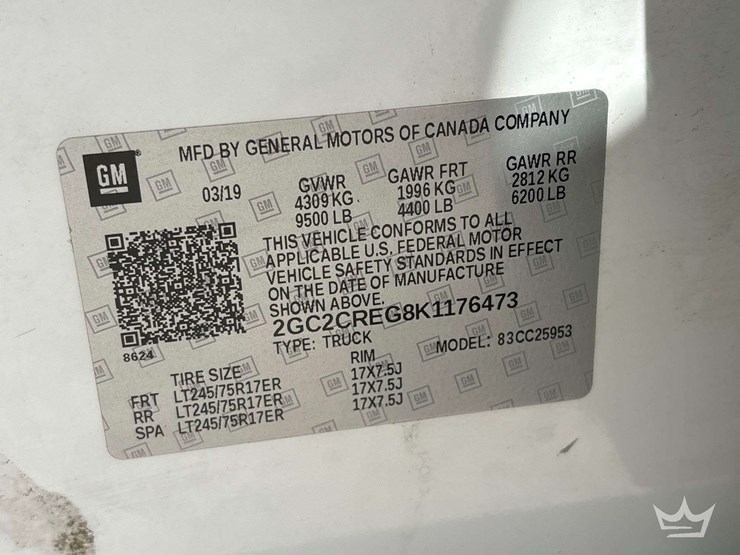 GM
MFD BY GENERAL MOTORS OF CANADA COMPANY
03/19 GVWR GAWR FRT GAWR RR
4309 KG 1996 KG 2812 KG
9500 LB 4400 LB 6200 LB
THIS VEHICLE CONFORMS TO ALL
APPLICABLE U.S. FEDERAL MOTOR
VEHICLE SAFETY STANDARDS IN EFFECT
ON THE DATE OF MANUFACTURE
SHOWN ABOVE.
2GC2CREG8K1176473
8624 TYPE: TRUCK MODEL: 83CC25953
TIRE SIZE RIM
FRT LT245/75R17ER 17X7.5J
RR LT245/75R17ER 17X7.5J
SPA LT245/75R17ER 17X7.5J